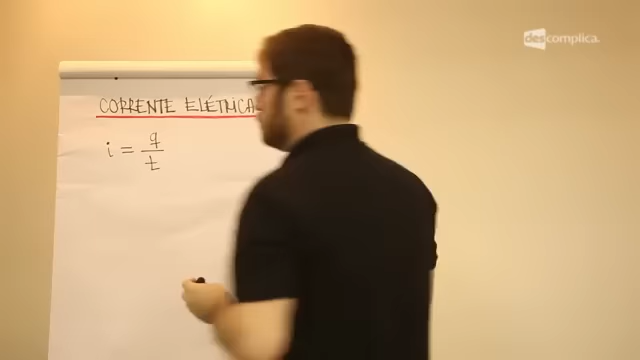 descomplica.
CORRENTE ELÉTRICA
i = q/t